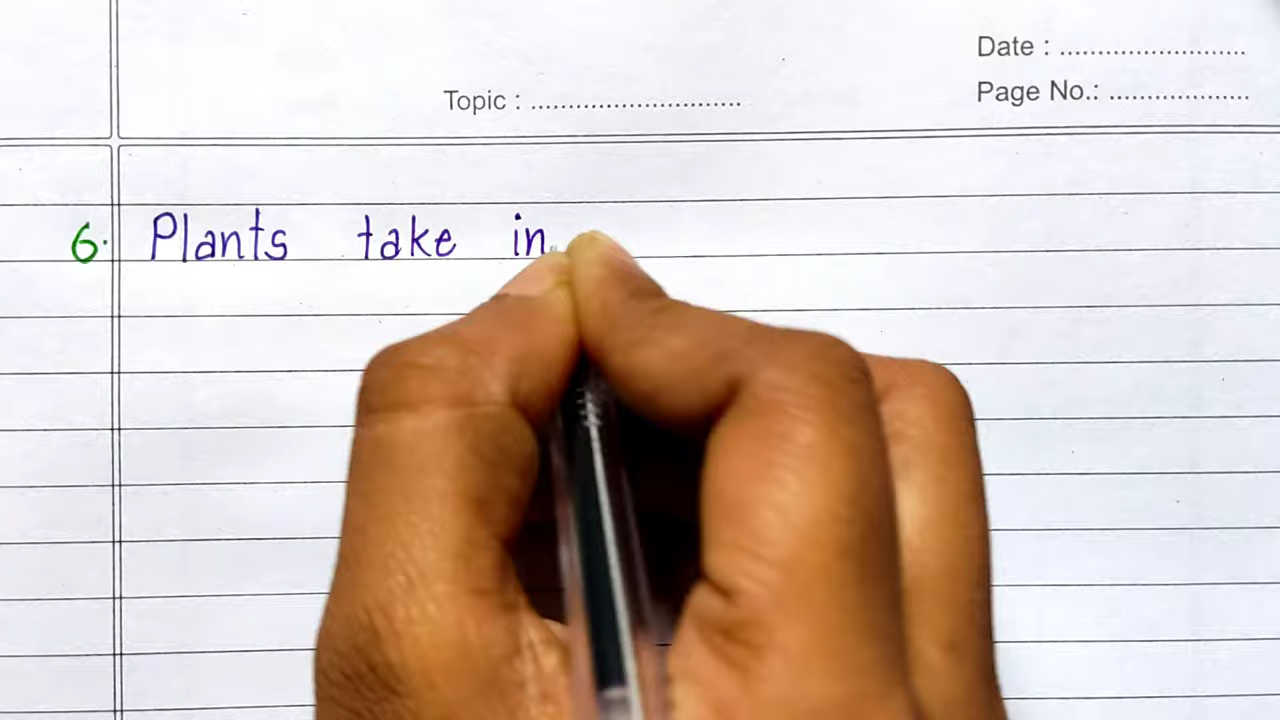 Date : .........................
Topic : ............................
Page No.: ...................
6. Plants take in